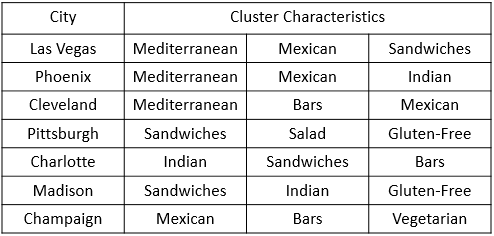 City Cluster Characteristics
Las Vegas Mediterranean Mexican Sandwiches
Phoenix Mediterranean Mexican Indian
Cleveland Mediterranean Bars Mexican
Pittsburgh Sandwiches Salad Gluten-Free
Charlotte Indian Sandwiches Bars
Madison Sandwiches Indian Gluten-Free
Champaign Mexican Bars Vegetarian